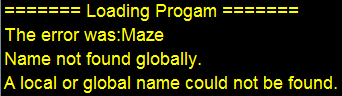 ======= Loading Progam =======
The error was:Maze
Name not found globally.
A local or global name could not be found.